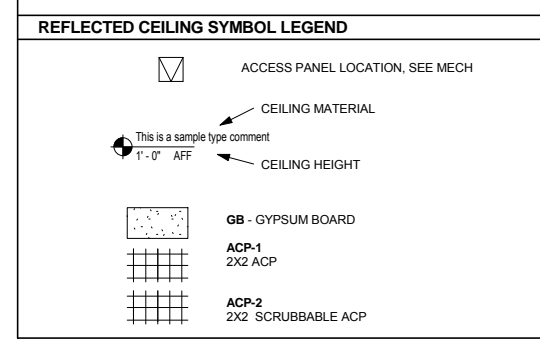 REFLECTED CEILING SYMBOL LEGEND
ACCESS PANEL LOCATION, SEE MECH
CEILING MATERIAL
This is a sample type comment
1' - 0" AFF
CEILING HEIGHT
GB - GYPSUM BOARD
ACP-1
2X2 ACP
ACP-2
2X2 SCRUBBABLE ACP